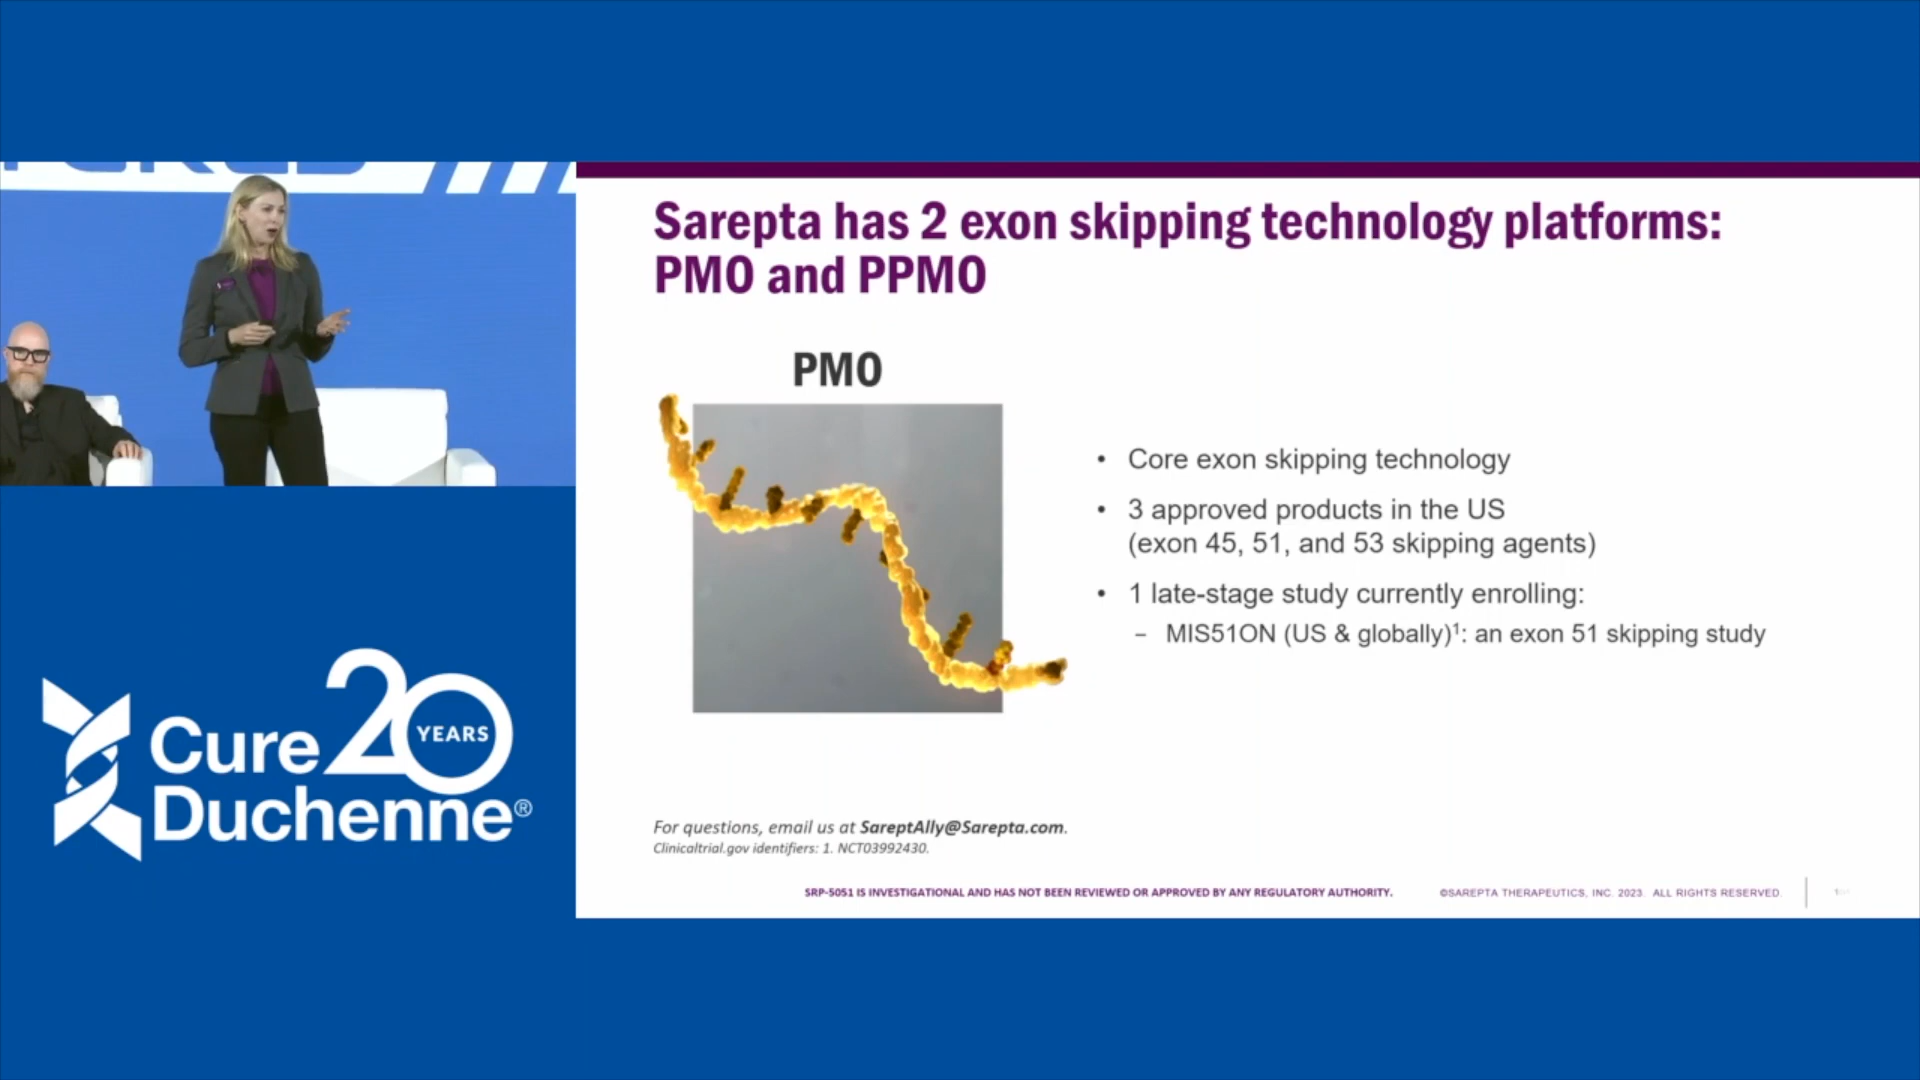 Sarepta has 2 exon skipping technology platforms:
PMO and PPMO
PMO
• Core exon skipping technology
• 3 approved products in the US
(exon 45, 51, and 53 skipping agents)
• 1 late-stage study currently enrolling:
– MIS51ON (US & globally)¹: an exon 51 skipping study
For questions, email us at SareptAlly@Sarepta.com.
Clinicaltrial.gov identifiers: 1. NCT03992430.
SRP-5051 IS INVESTIGATIONAL AND HAS NOT BEEN REVIEWED OR APPROVED BY ANY REGULATORY AUTHORITY.
©SAREPTA THERAPEUTICS, INC. 2023. ALL RIGHTS RESERVED.
Cure 20 YEARS
Duchenne®